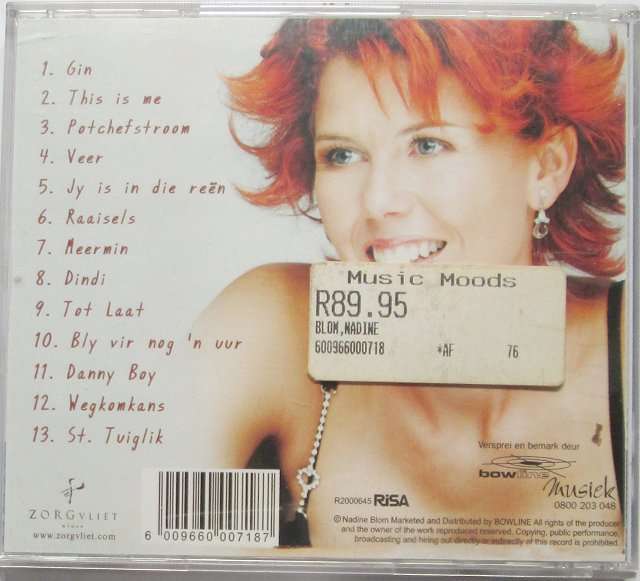 1. Gin
2. This is me
3. Potchefstroom
4. Veer
5. Jy is in die reën
6. Raaisels
7. Meermin
8. Dindi
9. Tot Laat
10. Bly vir nog 'n uur
11. Danny Boy
12. Wegkomkans
13. St. Tuiglik
Music Moods
R89.95
BLOM,NADINE
600966000718 *AF 76
ZORGVLIET
www.zorgvliet.com
6 009660 007187
Versprei en bemark deur
bowline
musiek
0800 203 048
R2000645 RiSA
© Nadine Blom Marketed and Distributed by BOWLINE All rights of the producer
and the owner of the work reproduced reserved. Copying, public performance,
broadcasting and hiring out directly or indirectly of this record is prohibited.